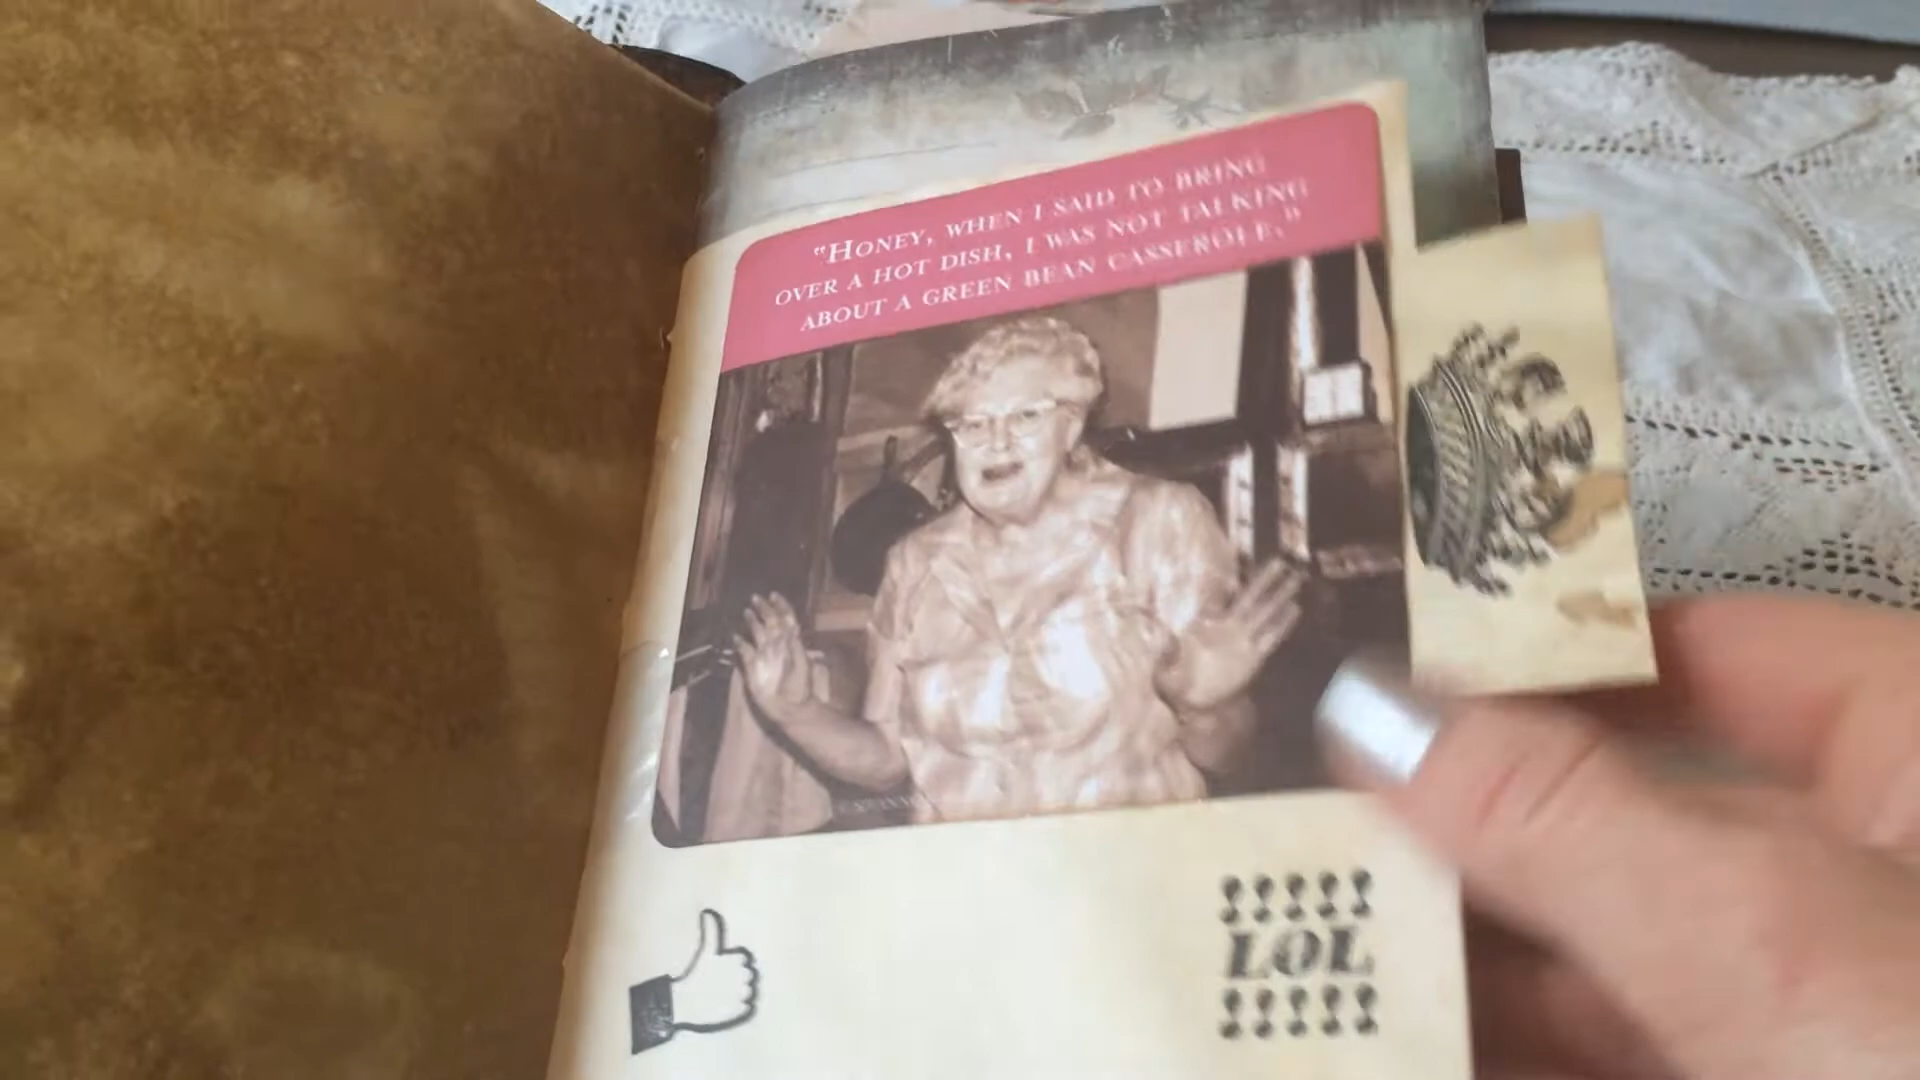 "HONEY, WHEN I SAID TO BRING
OVER A HOT DISH, I WAS NOT TALKING
ABOUT A GREEN BEAN CASSEROLE."
LOL